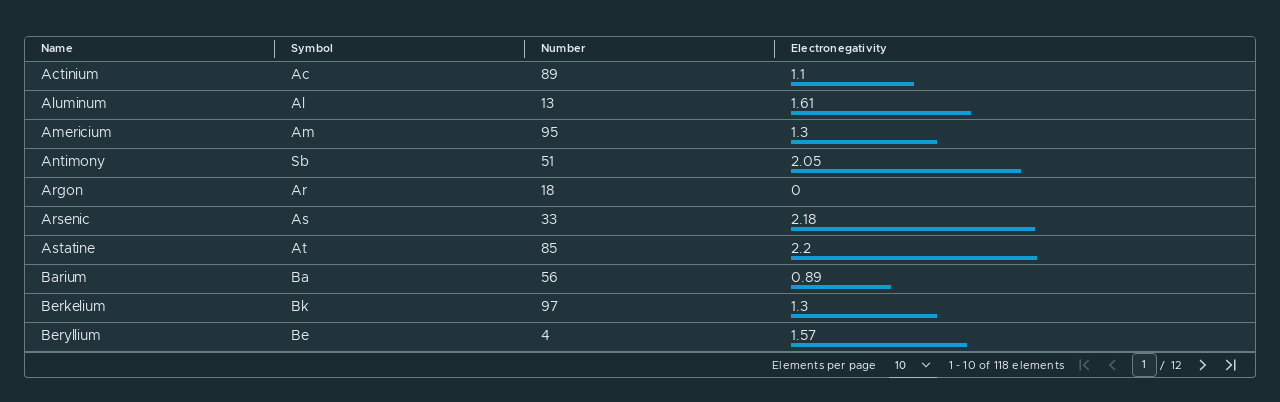 Name Symbol Number Electronegativity
Actinium Ac 89 1.1
Aluminum Al 13 1.61
Americium Am 95 1.3
Antimony Sb 51 2.05
Argon Ar 18 0
Arsenic As 33 2.18
Astatine At 85 2.2
Barium Ba 56 0.89
Berkelium Bk 97 1.3
Beryllium Be 4 1.57
Elements per page 10 1 - 10 of 118 elements 1 / 12